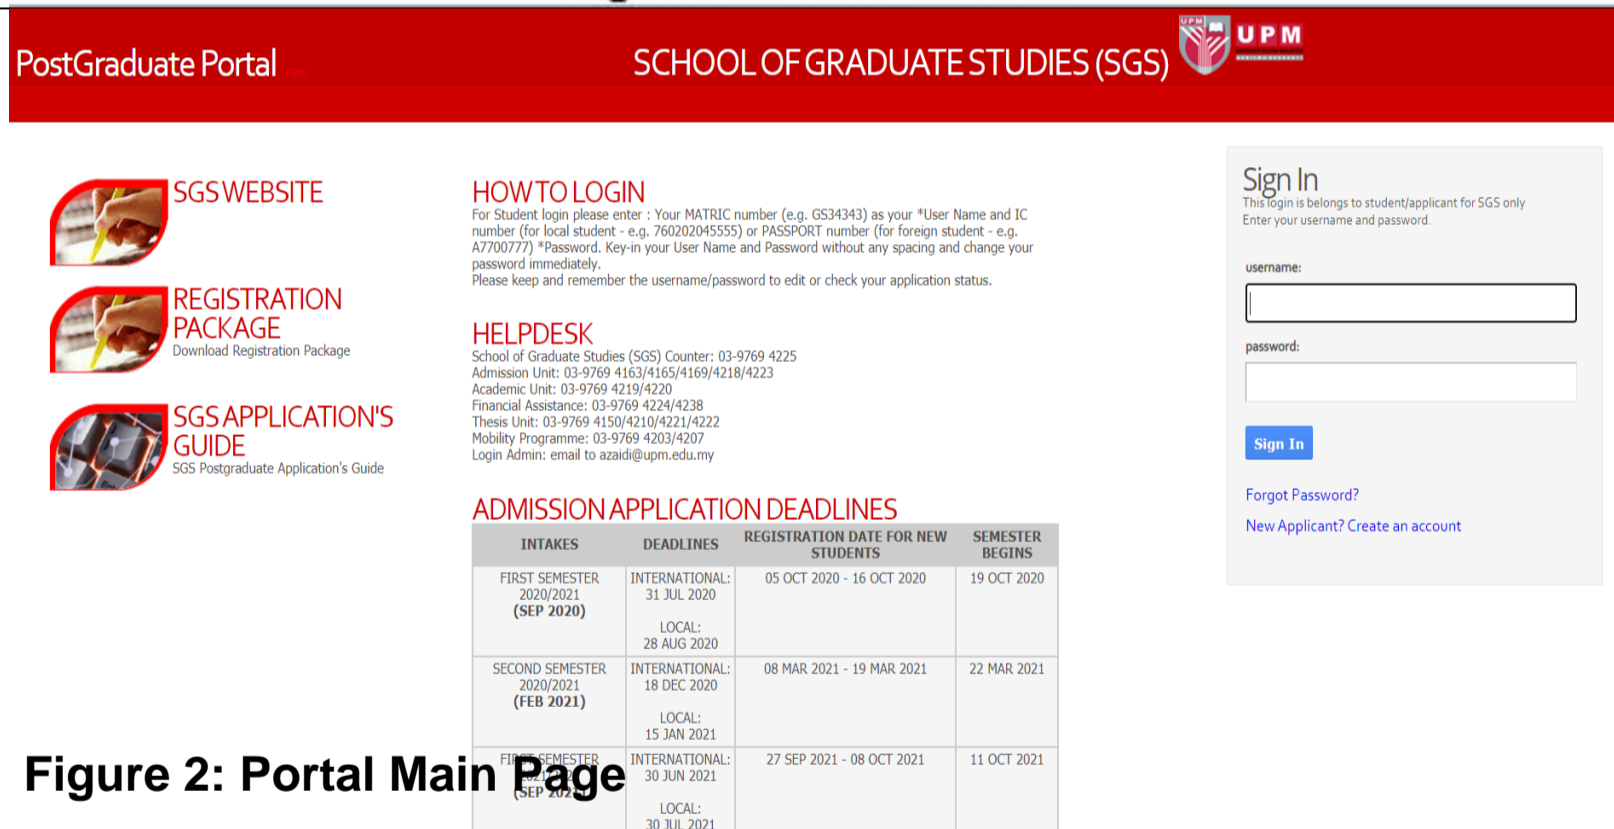 PostGraduate Portal
SCHOOL OF GRADUATE STUDIES (SGS)
UPM
UPM
SGS WEBSITE
REGISTRATION
PACKAGE
Download Registration Package
SGS APPLICATION'S
GUIDE
SGS Postgraduate Application's Guide
HOW TO LOGIN
For Student login please enter : Your MATRIC number (e.g. GS34343) as your *User Name and IC
number (for local student - e.g. 760202045555) or PASSPORT number (for foreign student - e.g.
A7700777) *Password. Key-in your User Name and Password without any spacing and change your
password immediately.
Please keep and remember the username/password to edit or check your application status.
HELPDESK
School of Graduate Studies (SGS) Counter: 03-9769 4225
Admission Unit: 03-9769 4163/4165/4169/4218/4223
Academic Unit: 03-9769 4219/4220
Financial Assistance: 03-9769 4224/4238
Thesis Unit: 03-9769 4150/4210/4221/4222
Mobility Programme: 03-9769 4203/4207
Login Admin: email to azaidi@upm.edu.my
ADMISSION APPLICATION DEADLINES
INTAKES DEADLINES REGISTRATION DATE FOR NEW STUDENTS SEMESTER BEGINS
FIRST SEMESTER INTERNATIONAL: 05 OCT 2020 - 16 OCT 2020 19 OCT 2020
2020/2021 31 JUL 2020
(SEP 2020)
LOCAL:
28 AUG 2020
SECOND SEMESTER INTERNATIONAL: 08 MAR 2021 - 19 MAR 2021 22 MAR 2021
2020/2021 18 DEC 2020
(FEB 2021)
LOCAL:
15 JAN 2021
FIRST SEMESTER INTERNATIONAL: 27 SEP 2021 - 08 OCT 2021 11 OCT 2021
30 JUN 2021
(SEP 2021)
LOCAL:
30 JUL 2021
Sign In
This login is belongs to student/applicant for SGS only
Enter your username and password.
username:
password:
Sign In
Forgot Password?
New Applicant? Create an account
Figure 2: Portal Main Page